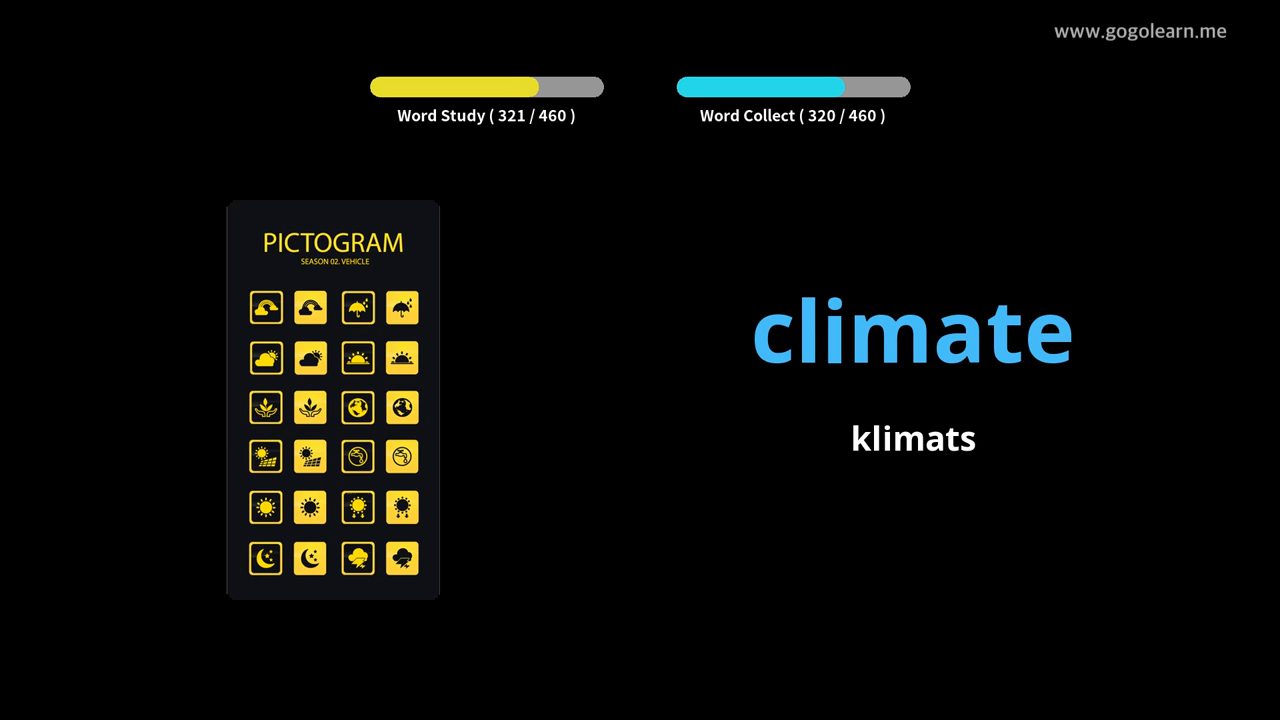 www.gogolearn.me
Word Study ( 321 / 460 )
Word Collect ( 320 / 460 )
PICTOGRAM
SEASON 02. VEHICLE
climate
klimats